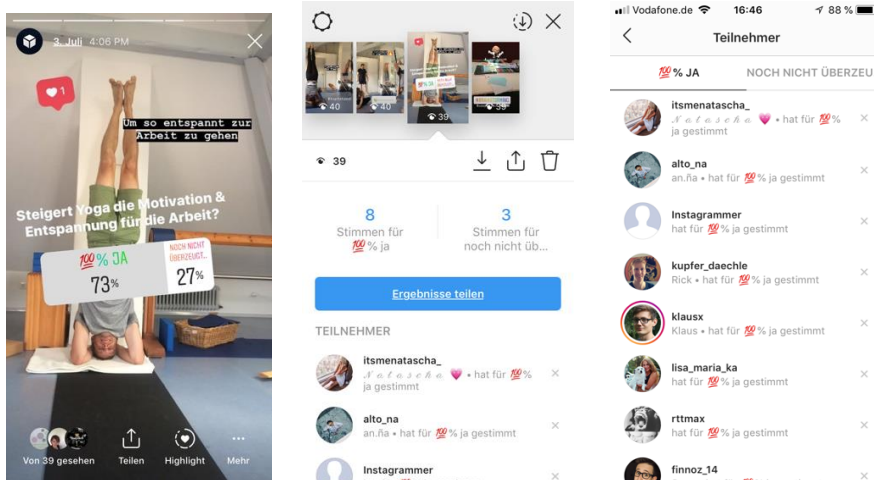 3. Juli 4:06 PM
1
Um so entspannt zur
Arbeit zu gehen
Steigert Yoga die Motivation &
Entspannung für die Arbeit?
💯% JA
73%
NOCH NICHT
ÜBERZEUGT...
27%
Von 39 gesehen
Teilen
Highlight
Mehr
40
40
39
39
39
8
Stimmen für
💯% ja
3
Stimmen für
noch nicht üb...
Ergebnisse teilen
TEILNEHMER
itsmenatascha_
𝒩 𝒶 𝓉 𝒶 𝓈 𝒸 𝒽 𝒶 💗 • hat für 💯%
ja gestimmt
alto_na
an.ña • hat für 💯% ja gestimmt
Instagrammer
Vodafone.de 16:46 88 %
Teilnehmer
💯% JA
NOCH NICHT ÜBERZEU
itsmenatascha_
𝒩 𝒶 𝓉 𝒶 𝓈 𝒸 𝒽 𝒶 💗 • hat für 💯%
ja gestimmt
alto_na
an.ña • hat für 💯% ja gestimmt
Instagrammer
hat für 💯% ja gestimmt
kupfer_daechle
Rick • hat für 💯% ja gestimmt
klausx
Klaus • hat für 💯% ja gestimmt
lisa_maria_ka
hat für 💯% ja gestimmt
rttmax
hat für 💯% ja gestimmt
finnoz_14